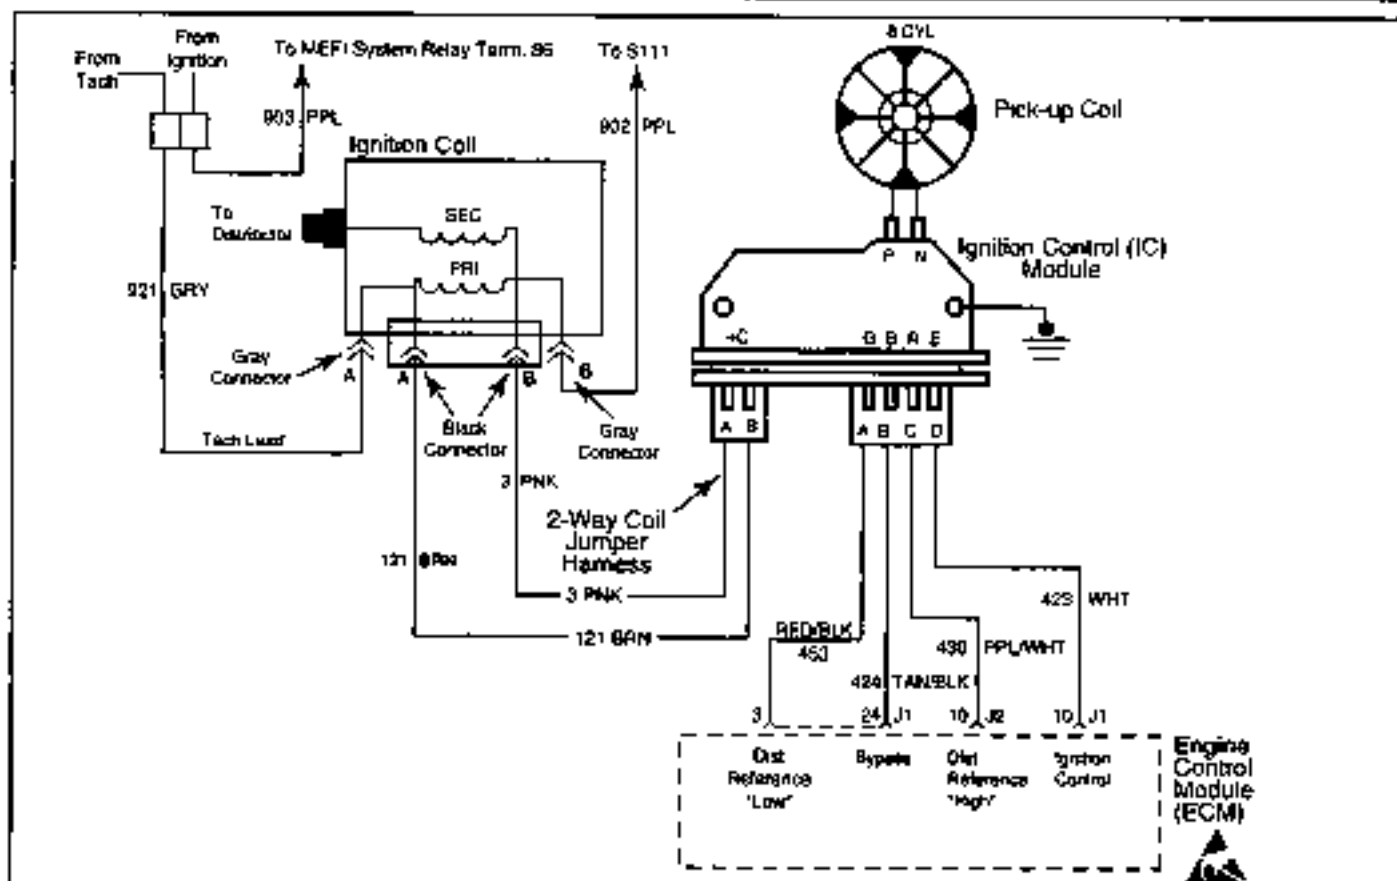 From
Tach
From
Ignition
To MEFI System Relay Term. 86
To S111
8 CYL
903 PPL
902 PPL
Pick-up Coil
Ignition Coil
To
Distributor
SEC
PRI
P N
Ignition Control (IC)
Module
921 GRY
+C
G B R E
Gray
Connector
A
A
B
B
Black
Connector
Gray
Connector
A B
A B C D
Tach Lead
3 PNK
2-Way Coil
Jumper
Harness
121 BRN
3 PNK
121 BRN
423 WHT
RED/BLK
453
430 PPL/WHT
424 TAN/BLK
3
24 J1
10 J2
10 J1
Dist
Reference
"Low"
Bypass
Dist
Reference
"High"
Ignition
Control
Engine
Control
Module
(ECM)